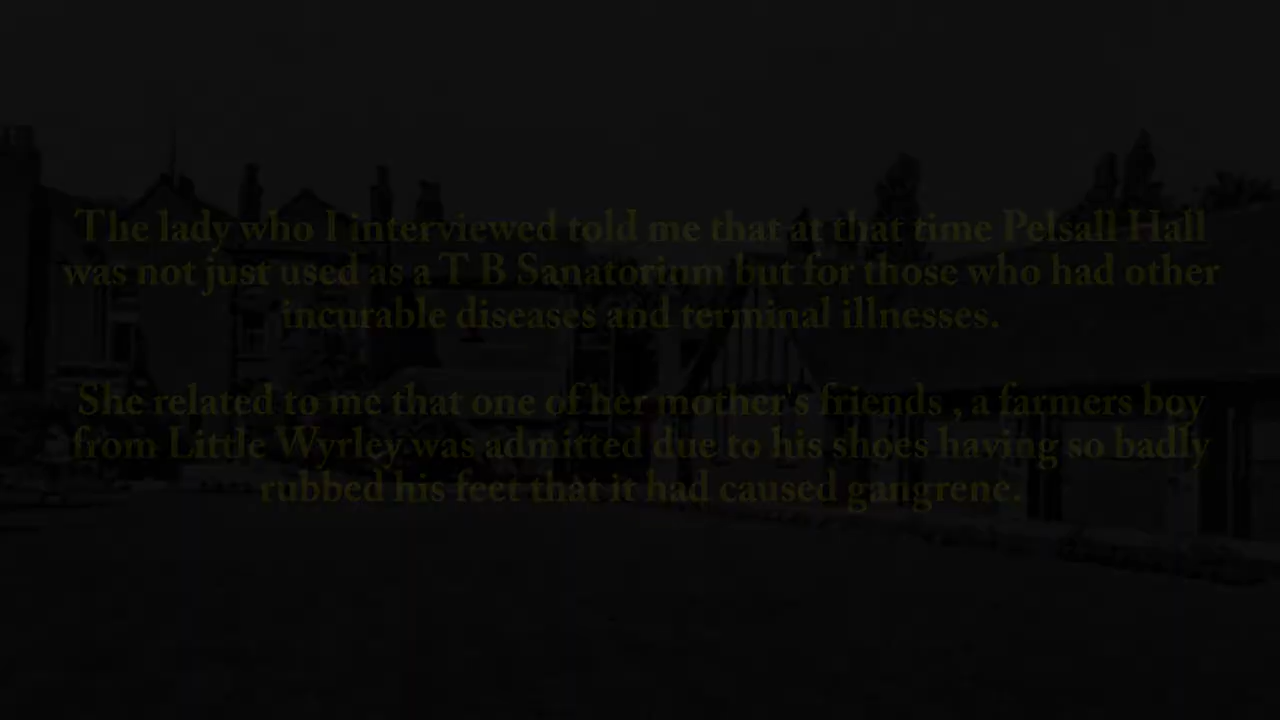 The lady who I interviewed told me that at that time Pelsall Hall
was not just used as a T B Sanatorium but for those who had other
incurable diseases and terminal illnesses.
She related to me that one of her mother's friends , a farmers boy
from Little Wyrley was admitted due to his shoes having so badly
rubbed his feet that it had caused gangrene.